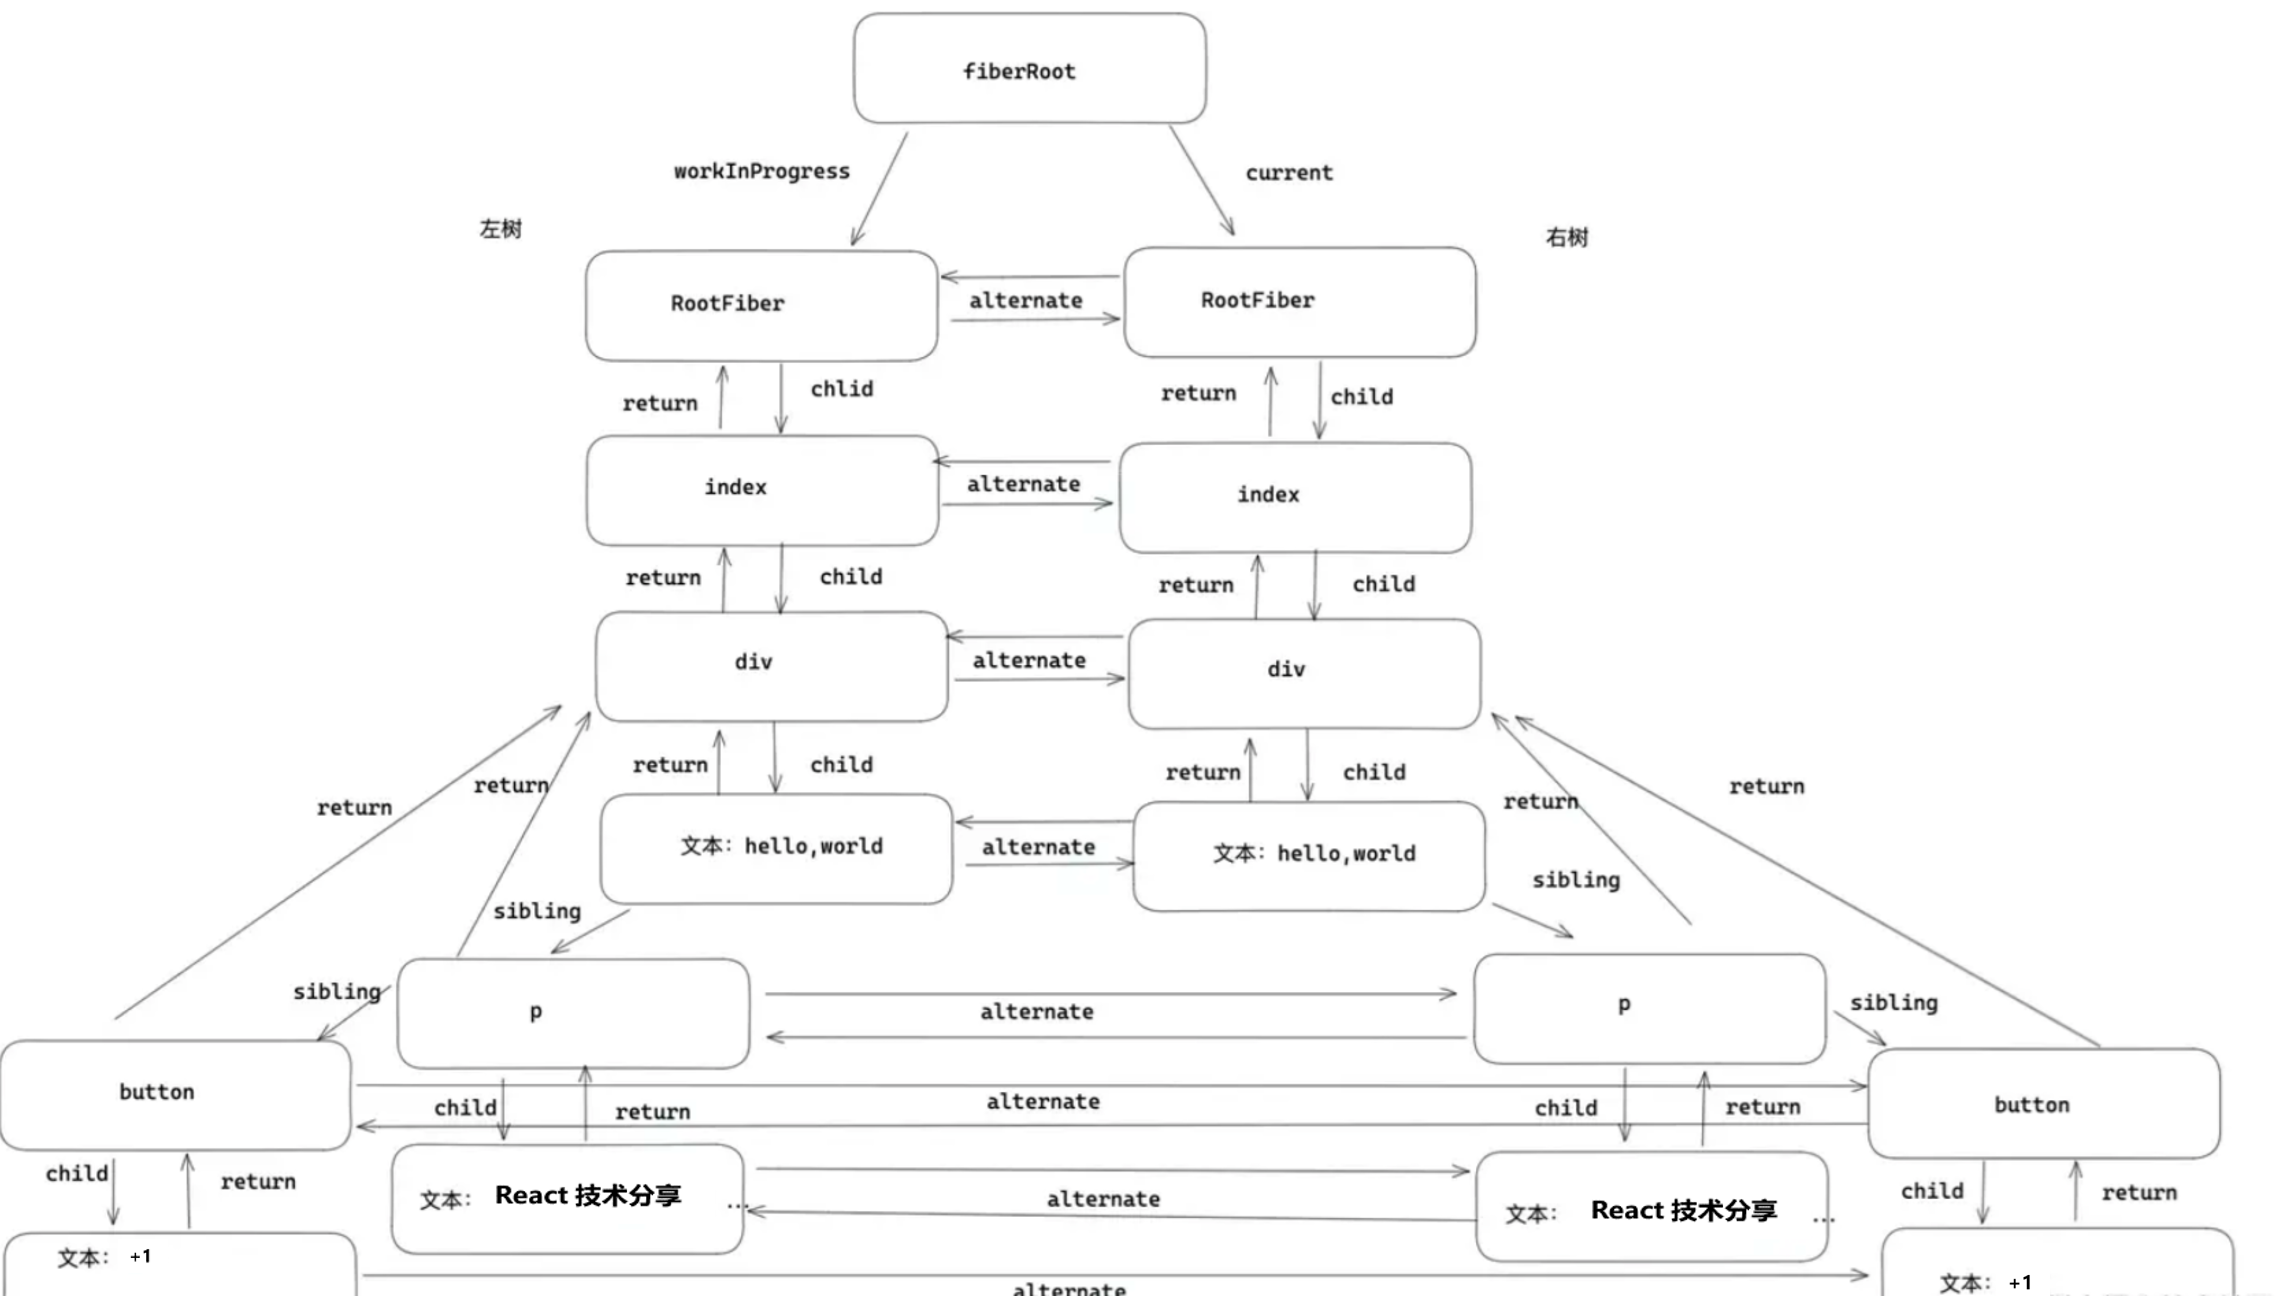 fiberRoot
workInProgress
current
左树
右树
RootFiber
alternate
RootFiber
return
chlid
return
child
index
alternate
index
return
child
return
child
div
alternate
div
return
return
return
child
return
child
return
return
文本：hello,world
alternate
文本：hello,world
sibling
sibling
sibling
p
alternate
p
sibling
button
child
return
alternate
child
return
button
child
return
文本： React 技术分享 ...
alternate
文本： React 技术分享 ...
child
return
文本： +1
alternate
文本： +1